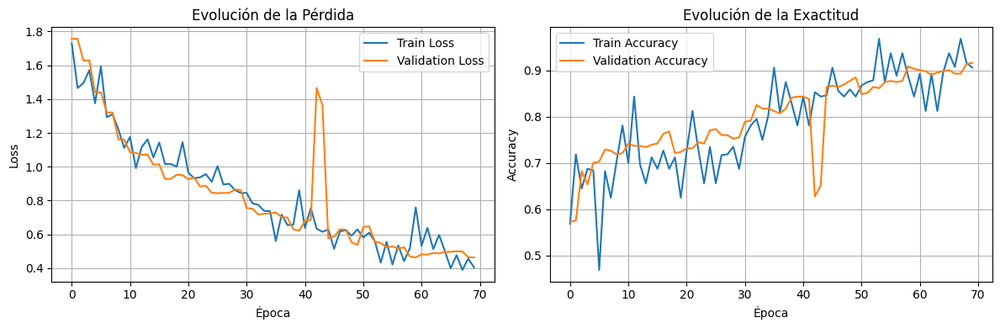 Evolución de la Pérdida
Loss
1.8
1.6
1.4
1.2
1.0
0.8
0.6
0.4
Train Loss
Validation Loss
0 10 20 30 40 50 60 70
Época
Evolución de la Exactitud
Accuracy
0.9
0.8
0.7
0.6
0.5
Train Accuracy
Validation Accuracy
0 10 20 30 40 50 60 70
Época